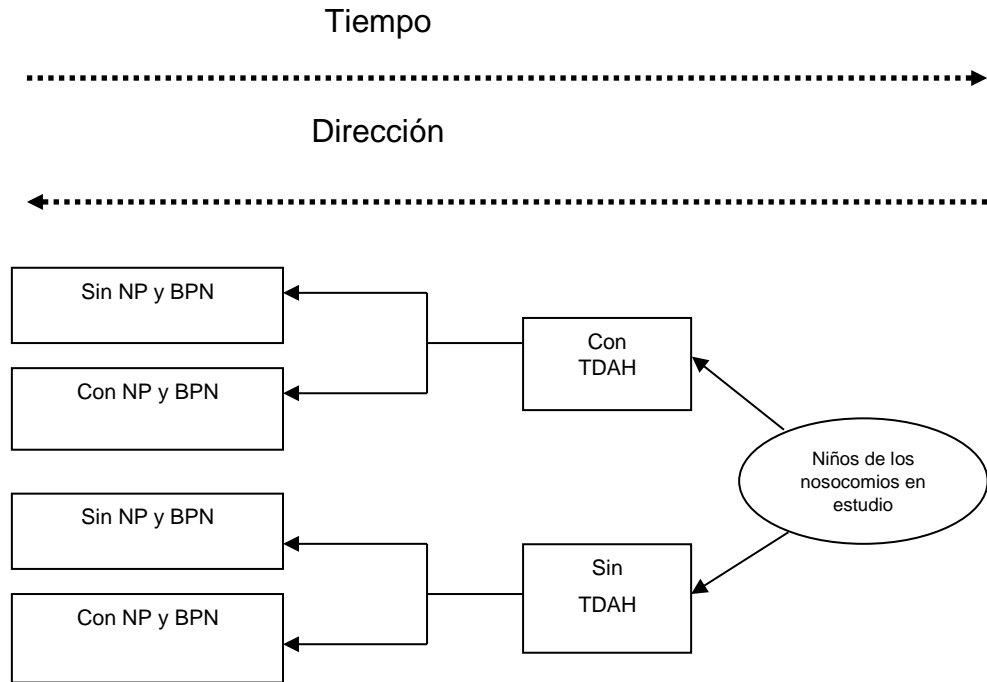 Tiempo
Dirección
Sin NP y BPN
Con NP y BPN
Con
TDAH
Niños de los
nosocomios en
estudio
Sin NP y BPN
Con NP y BPN
Sin
TDAH